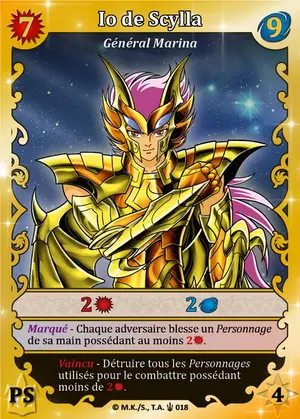 7 Io de Scylla 9
Général Marina
2 2
Marqué - Chaque adversaire blesse un Personnage
de sa main possédant au moins 2.
Vaincu - Détruire tous les Personnages
utilisés pour le combattre possédant
moins de 2.
PS 4
© M.K./S., T.A. 018